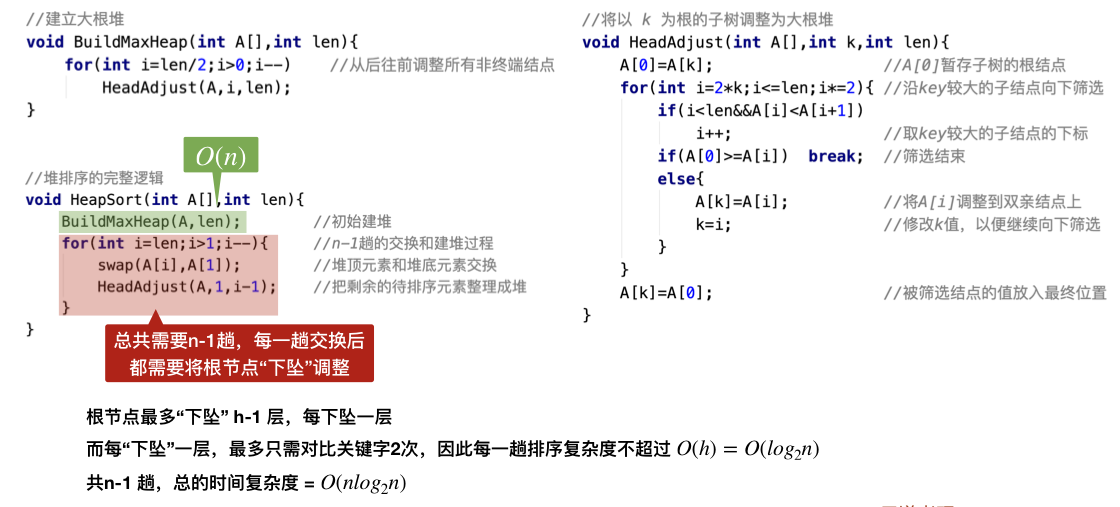 //建立大根堆
void BuildMaxHeap(int A[],int len){
for(int i=len/2;i>0;i--) //从后往前调整所有非终端结点
HeadAdjust(A,i,len);
}
O(n)
//堆排序的完整逻辑
void HeapSort(int A[],int len){
BuildMaxHeap(A,len); //初始建堆
for(int i=len;i>1;i--){ //n-1趟的交换和建堆过程
swap(A[i],A[1]); //堆顶元素和堆底元素交换
HeadAdjust(A,1,i-1); //把剩余的待排序元素整理成堆
}
}
总共需要n-1趟，每一趟交换后
都需要将根节点“下坠”调整
//将以 k 为根的子树调整为大根堆
void HeadAdjust(int A[],int k,int len){
A[0]=A[k]; //A[0]暂存子树的根结点
for(int i=2*k;i<=len;i*=2){ //沿key较大的子结点向下筛选
if(i<len&&A[i]<A[i+1])
i++; //取key较大的子结点的下标
if(A[0]>=A[i]) break; //筛选结束
else{
A[k]=A[i]; //将A[i]调整到双亲结点上
k=i; //修改k值，以便继续向下筛选
}
}
A[k]=A[0]; //被筛选结点的值放入最终位置
}
根节点最多“下坠” h-1 层，每下坠一层
而每“下坠”一层，最多只需对比关键字2次，因此每一趟排序复杂度不超过 O(h) = O(log₂n)
共n-1 趟，总的时间复杂度 = O(nlog₂n)